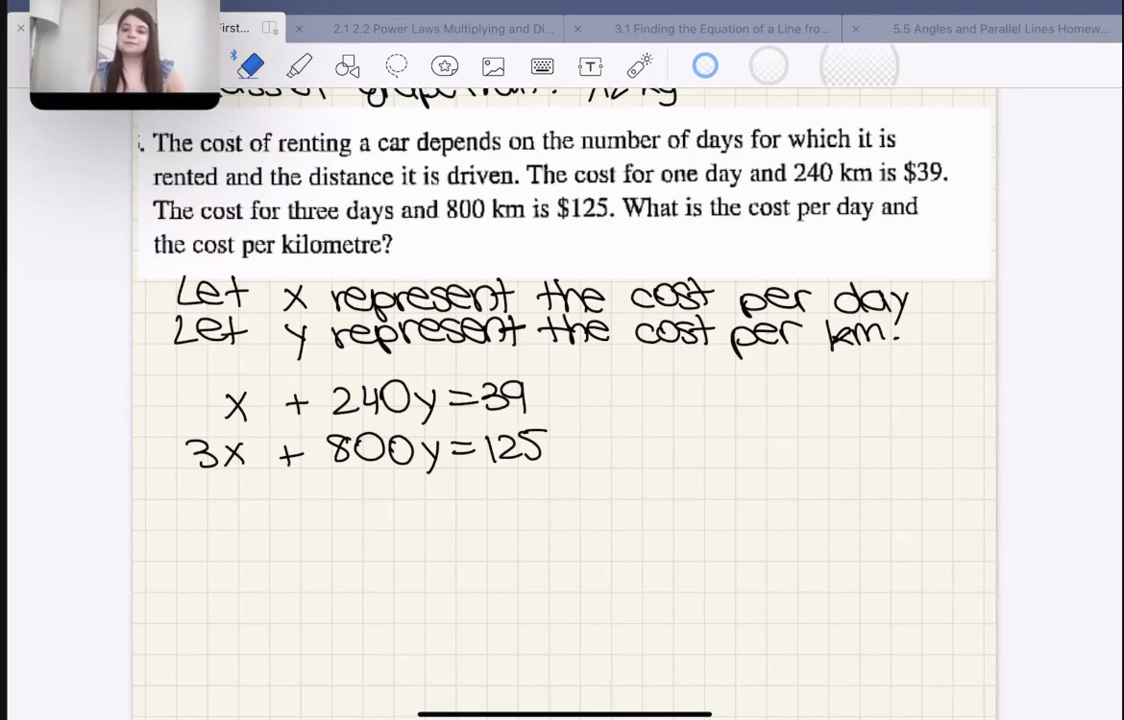 irst...
2.1 2.2 Power Laws Multiplying and Di...
3.1 Finding the Equation of a Line fro...
5.5 Angles and Parallel Lines Homew...
. The cost of renting a car depends on the number of days for which it is
rented and the distance it is driven. The cost for one day and 240 km is $39.
The cost for three days and 800 km is $125. What is the cost per day and
the cost per kilometre?
Let x represent the cost per day
Let y represent the cost per km.
x + 240y = 39
3x + 800y = 125